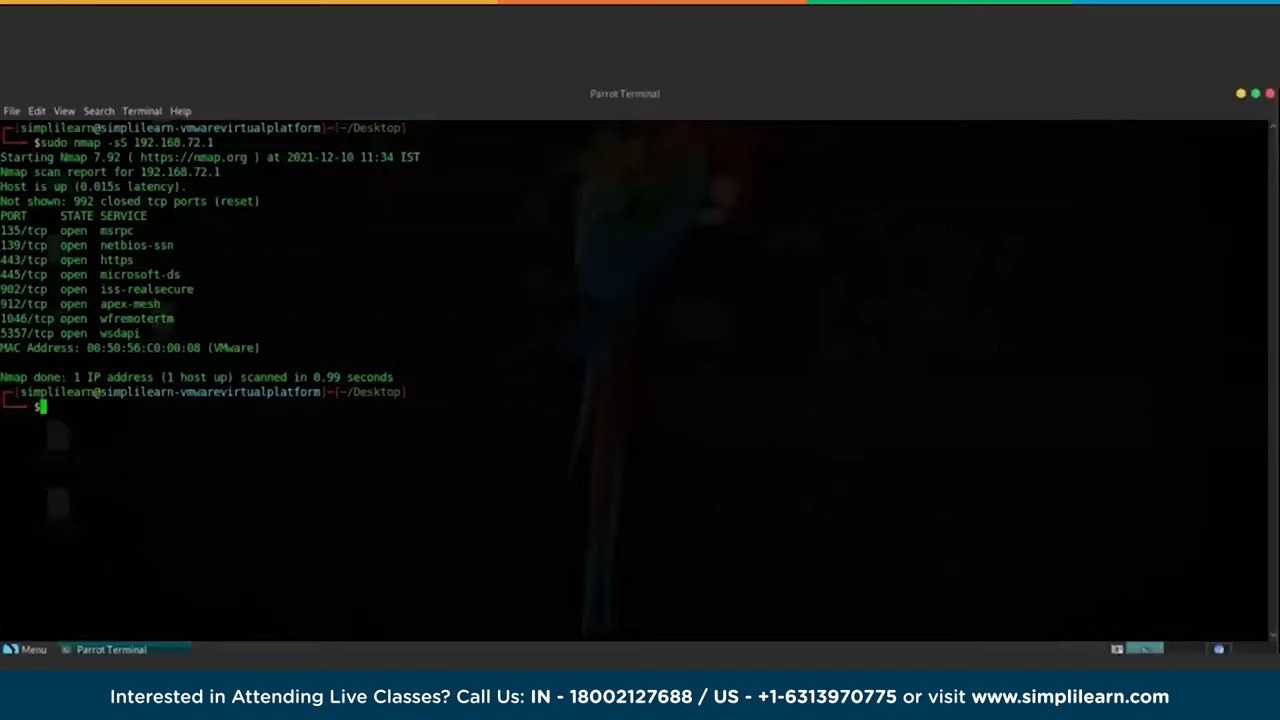 Parrot Terminal
File Edit View Search Terminal Help
[simplilearn@simplilearn-vmwarevirtualplatform]-[~/Desktop]
$sudo nmap -sS 192.168.72.1
Starting Nmap 7.92 ( https://nmap.org ) at 2021-12-10 11:34 IST
Nmap scan report for 192.168.72.1
Host is up (0.015s latency).
Not shown: 992 closed tcp ports (reset)
PORT STATE SERVICE
135/tcp open msrpc
139/tcp open netbios-ssn
443/tcp open https
445/tcp open microsoft-ds
902/tcp open iss-realsecure
912/tcp open apex-mesh
1046/tcp open wfremotertm
5357/tcp open wsdapi
MAC Address: 00:50:56:C0:00:08 (VMware)
Nmap done: 1 IP address (1 host up) scanned in 0.99 seconds
[simplilearn@simplilearn-vmwarevirtualplatform]-[~/Desktop]
$
Menu Parrot Terminal
Interested in Attending Live Classes? Call Us: IN - 18002127688 / US - +1-6313970775 or visit www.simplilearn.com